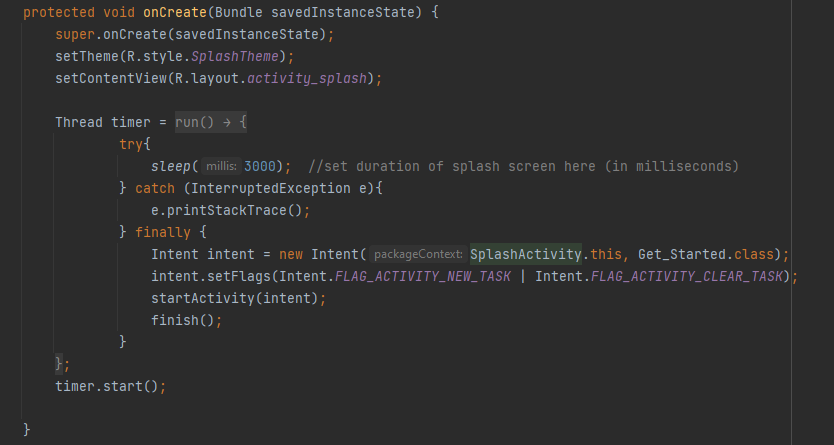 protected void onCreate(Bundle savedInstanceState) {
super.onCreate(savedInstanceState);
setTheme(R.style.SplashTheme);
setContentView(R.layout.activity_splash);
Thread timer = run() → {
try{
sleep( millis: 3000);  //set duration of splash screen here (in milliseconds)
} catch (InterruptedException e){
e.printStackTrace();
} finally {
Intent intent = new Intent( packageContext: SplashActivity.this, Get_Started.class);
intent.setFlags(Intent.FLAG_ACTIVITY_NEW_TASK | Intent.FLAG_ACTIVITY_CLEAR_TASK);
startActivity(intent);
finish();
}
};
timer.start();
}